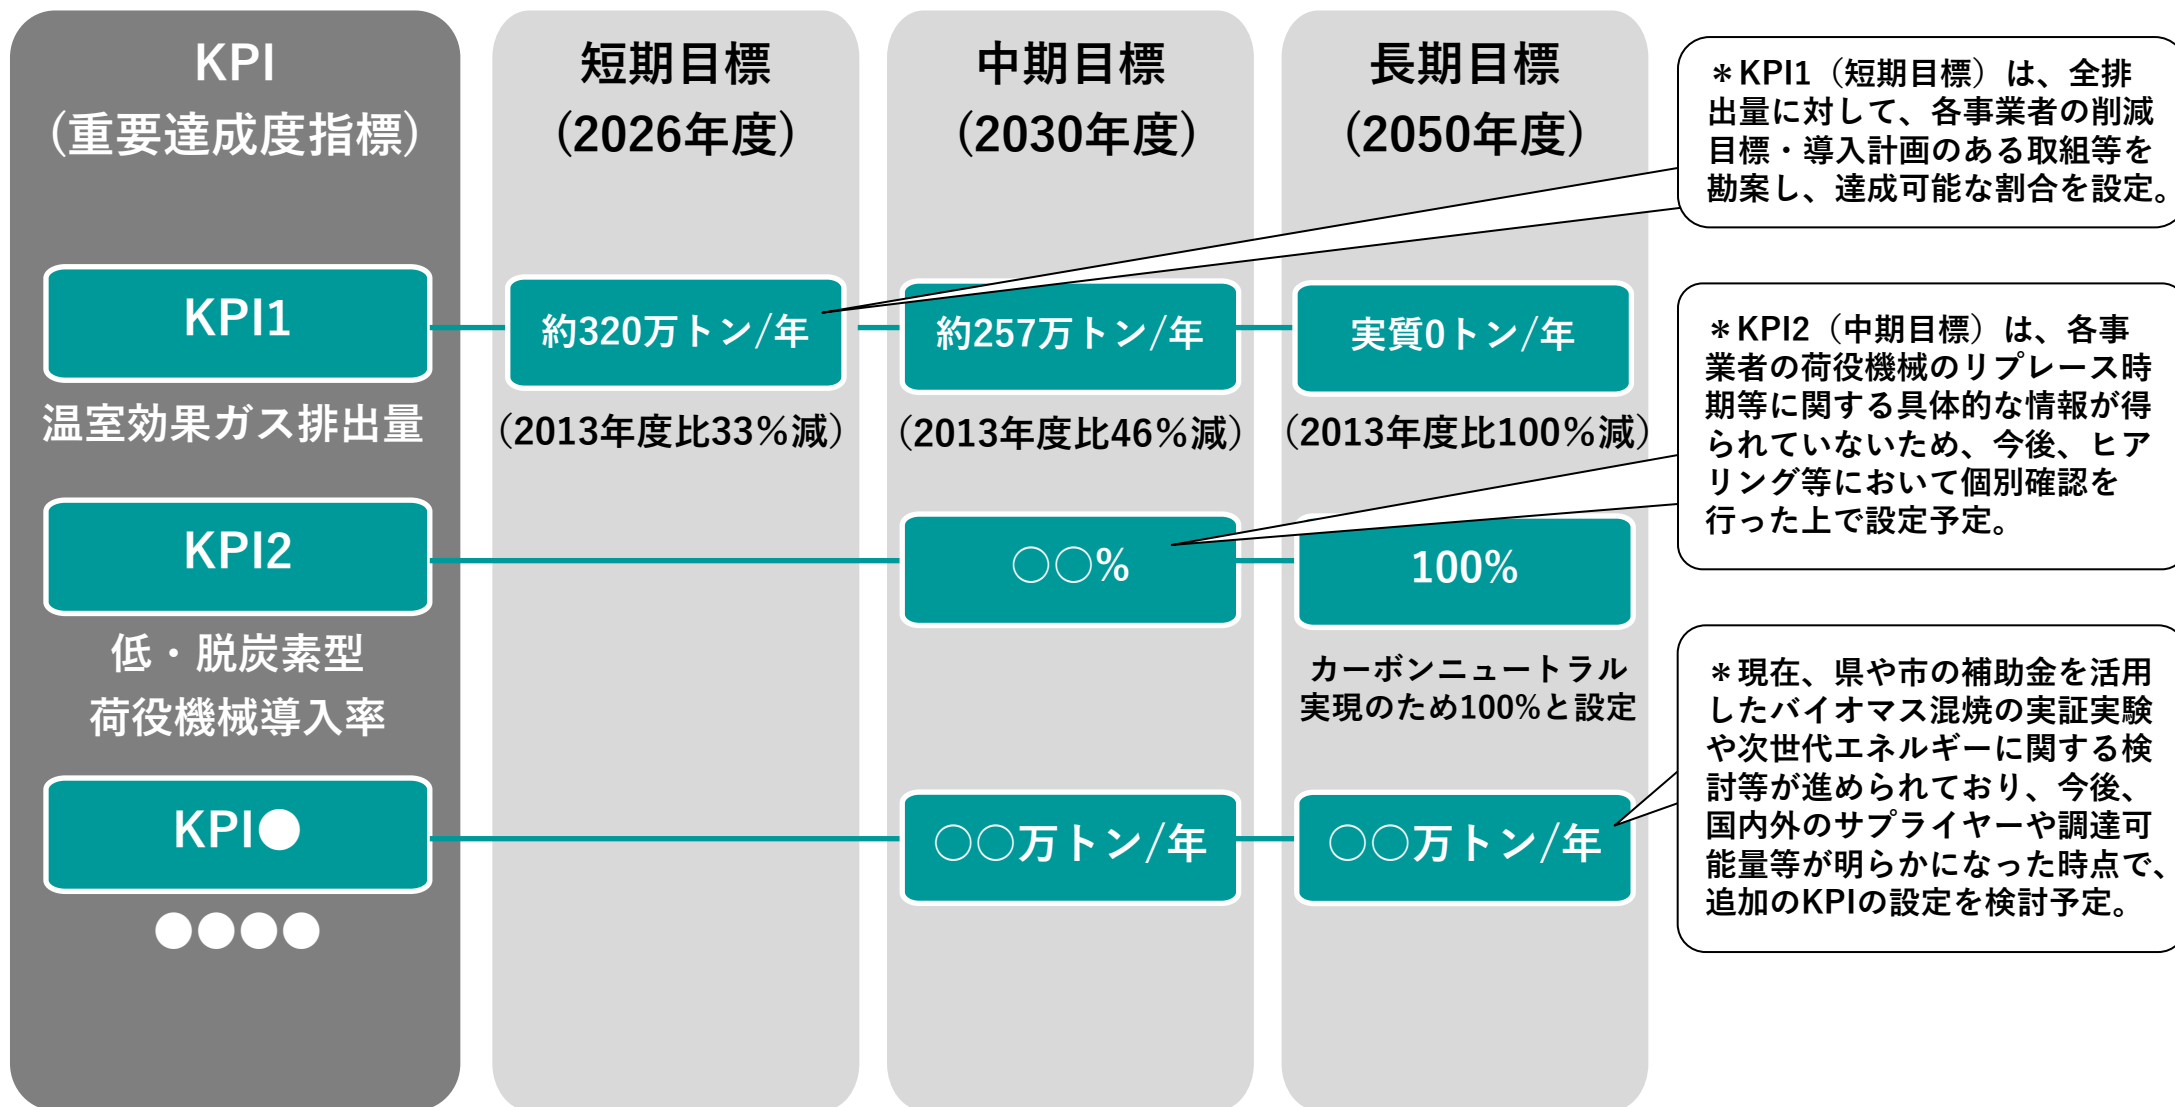 KPI
(重要達成度指標)
短期目標
(2026年度)
中期目標
(2030年度)
長期目標
(2050年度)
KPI1
温室効果ガス排出量
約320万トン/年
(2013年度比33%減)
約257万トン/年
(2013年度比46%減)
実質0トン/年
(2013年度比100%減)
KPI2
低・脱炭素型
荷役機械導入率
○○%
100%
カーボンニュートラル
実現のため100%と設定
KPI●
●●●●
○○万トン/年
○○万トン/年
＊KPI1（短期目標）は、全排
出量に対して、各事業者の削減
目標・導入計画のある取組等を
勘案し、達成可能な割合を設定。
＊KPI2（中期目標）は、各事
業者の荷役機械のリプレース時
期等に関する具体的な情報が得
られていないため、今後、ヒア
リング等において個別確認を
行った上で設定予定。
＊現在、県や市の補助金を活用
したバイオマス混焼の実証実験
や次世代エネルギーに関する検
討等が進められており、今後、
国内外のサプライヤーや調達可
能量等が明らかになった時点で、
追加のKPIの設定を検討予定。